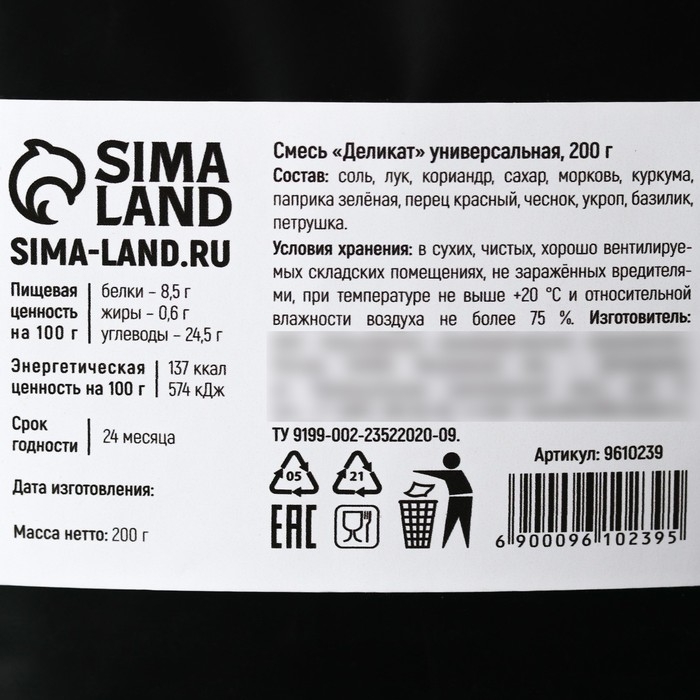 SIMA
LAND
SIMA-LAND.RU
Пищевая
ценность
на 100 г
белки – 8,5 г
жиры – 0,6 г
углеводы – 24,5 г
Энергетическая
ценность на 100 г
137 ккал
574 кДж
Срок
годности
24 месяца
Дата изготовления:
Масса нетто: 200 г
Смесь «Деликат» универсальная, 200 г
Состав: соль, лук, кориандр, сахар, морковь, куркума,
паприка зелёная, перец красный, чеснок, укроп, базилик,
петрушка.
Условия хранения: в сухих, чистых, хорошо вентилируе-
мых складских помещениях, не заражённых вредителя-
ми, при температуре не выше +20 °С и относительной
влажности воздуха не более 75 %. Изготовитель:
ТУ 9199-002-23522020-09.
05
21
EAC
Артикул: 9610239
6 900096 102395